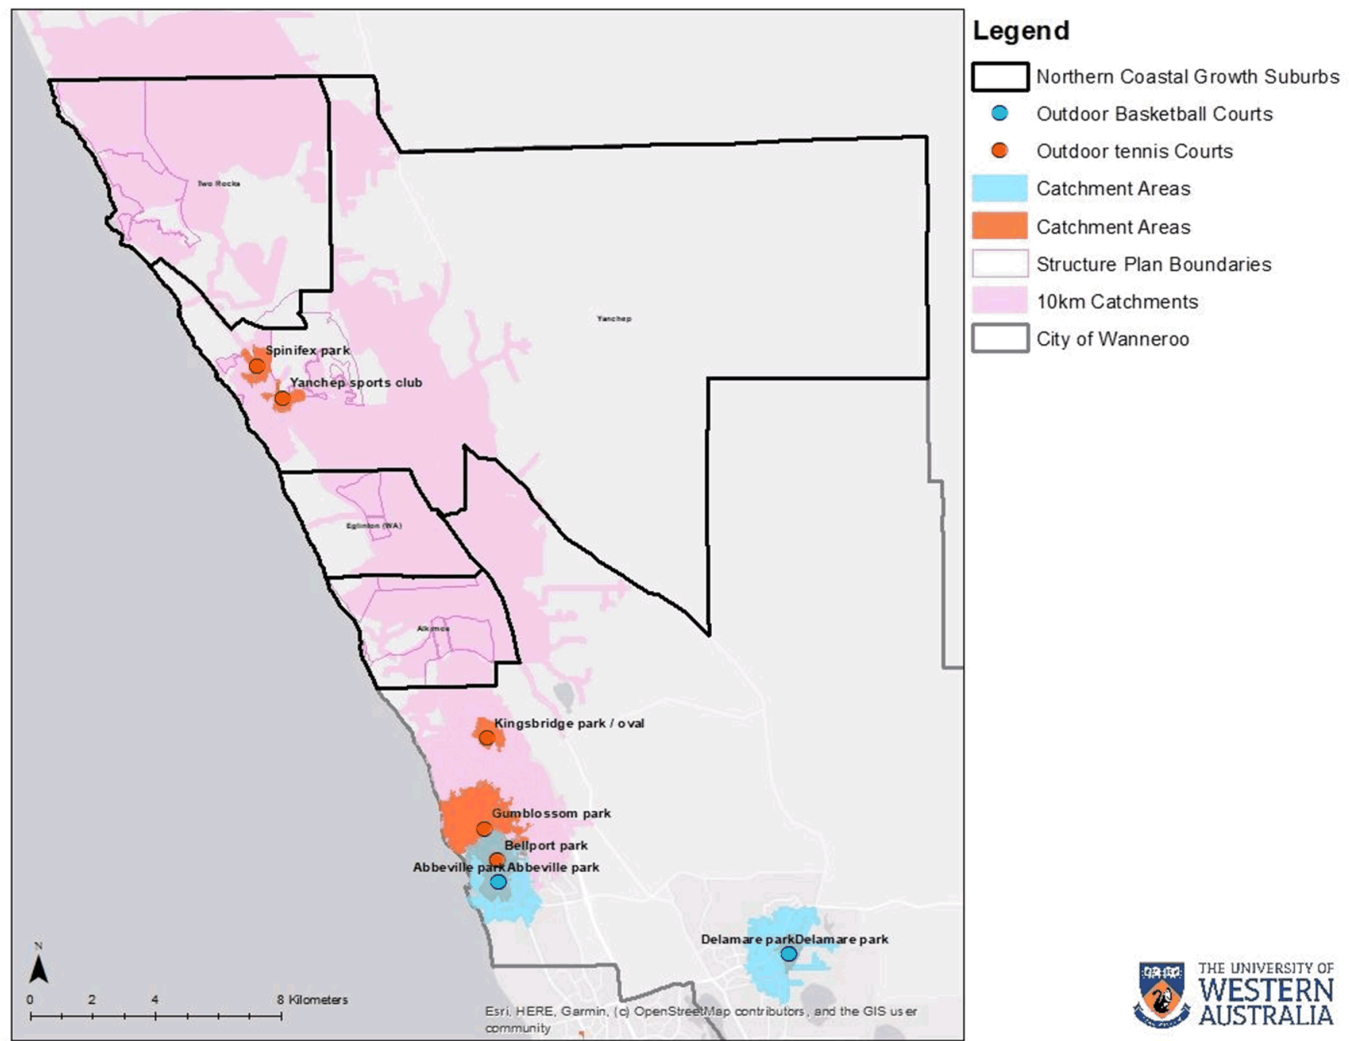 Legend
Northern Coastal Growth Suburbs
Outdoor Basketball Courts
Outdoor tennis Courts
Catchment Areas
Catchment Areas
Structure Plan Boundaries
10km Catchments
City of Wanneroo
Two Rocks
Yanchep
Spinifex park
Yanchep sports club
Eglinton (WA)
Alkimos
Kingsbridge park / oval
Gumblossom park
Bellport park
Abbeville park Abbeville park
Delamare park Delamare park
N
0 2 4 8 Kilometers
Esri, HERE, Garmin, (c) OpenStreetMap contributors, and the GIS user
community
THE UNIVERSITY OF
WESTERN
AUSTRALIA